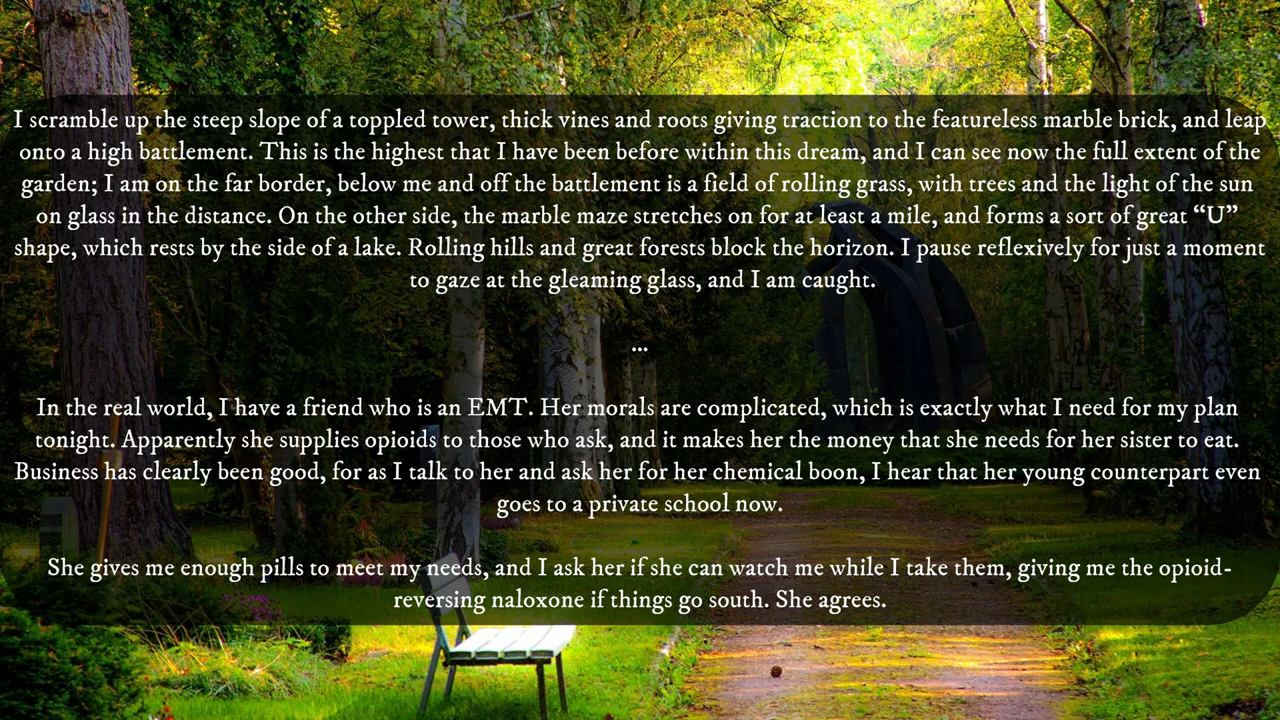 I scramble up the steep slope of a toppled tower, thick vines and roots giving traction to the featureless marble brick, and leap
onto a high battlement. This is the highest that I have been before within this dream, and I can see now the full extent of the
garden; I am on the far border, below me and off the battlement is a field of rolling grass, with trees and the light of the sun
on glass in the distance. On the other side, the marble maze stretches on for at least a mile, and forms a sort of great “U”
shape, which rests by the side of a lake. Rolling hills and great forests block the horizon. I pause reflexively for just a moment
to gaze at the gleaming glass, and I am caught.
...
In the real world, I have a friend who is an EMT. Her morals are complicated, which is exactly what I need for my plan
tonight. Apparently she supplies opioids to those who ask, and it makes her the money that she needs for her sister to eat.
Business has clearly been good, for as I talk to her and ask her for her chemical boon, I hear that her young counterpart even
goes to a private school now.
She gives me enough pills to meet my needs, and I ask her if she can watch me while I take them, giving me the opioid-
reversing naloxone if things go south. She agrees.